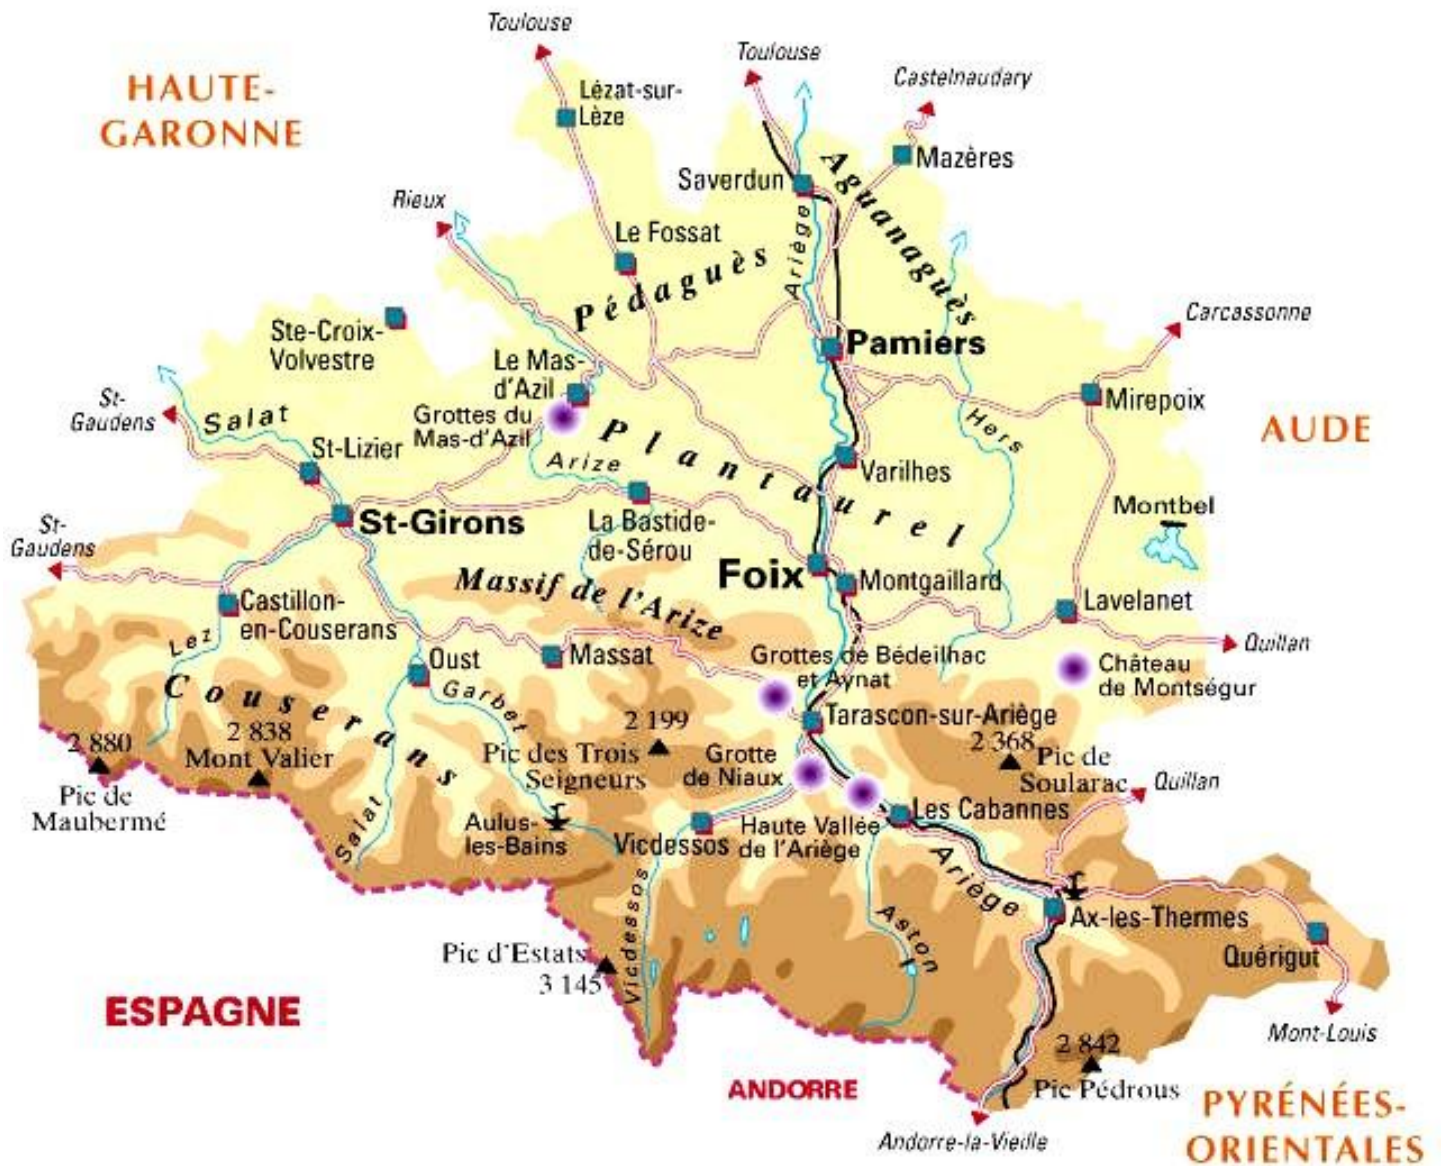 Toulouse
Toulouse
Castelnaudary
HAUTE-
GARONNE
Lézat-sur-
Lèze
Mazères
Saverdun
Aguanaguès
Rieux
Ariège
Le Fossat
Pédaguès
Carcassonne
Ste-Croix-
Volvestre
Pamiers
Le Mas-
d'Azil
St-
Gaudens
Mirepoix
Salat
Grottes du
Mas-d'Azil
Hers
AUDE
St-Lizier
Arize
Plantaurel
Varilhes
Montbel
St-Girons
St-
Gaudens
La Bastide-
de-Sérou
Foix
Montgaillard
Massif de l'Arize
Castillon-
en-Couserans
Lavelanet
Lez
Quillan
Oust
Massat
Grottes de Bédeilhac
et Aynat
Château
de Montségur
Couserans
Garbet
Tarascon-sur-Ariège
2 880
2 838
Mont Valier
2 199
Pic des Trois
Seigneurs
Grotte
de Niaux
2 368
Pic de
Soularac
Quillan
Pic de
Maubermé
Salat
Aulus-
les-Bains
Vicdessos
Haute Vallée
de l'Ariège
Les Cabannes
Ariège
Vicdessos
Aston
Ax-les-Thermes
Quérigut
Pic d'Estats
3 145
ESPAGNE
Mont-Louis
2 842
Pic Pédrous
ANDORRE
Andorre-la-Vieille
PYRÉNÉES-
ORIENTALES